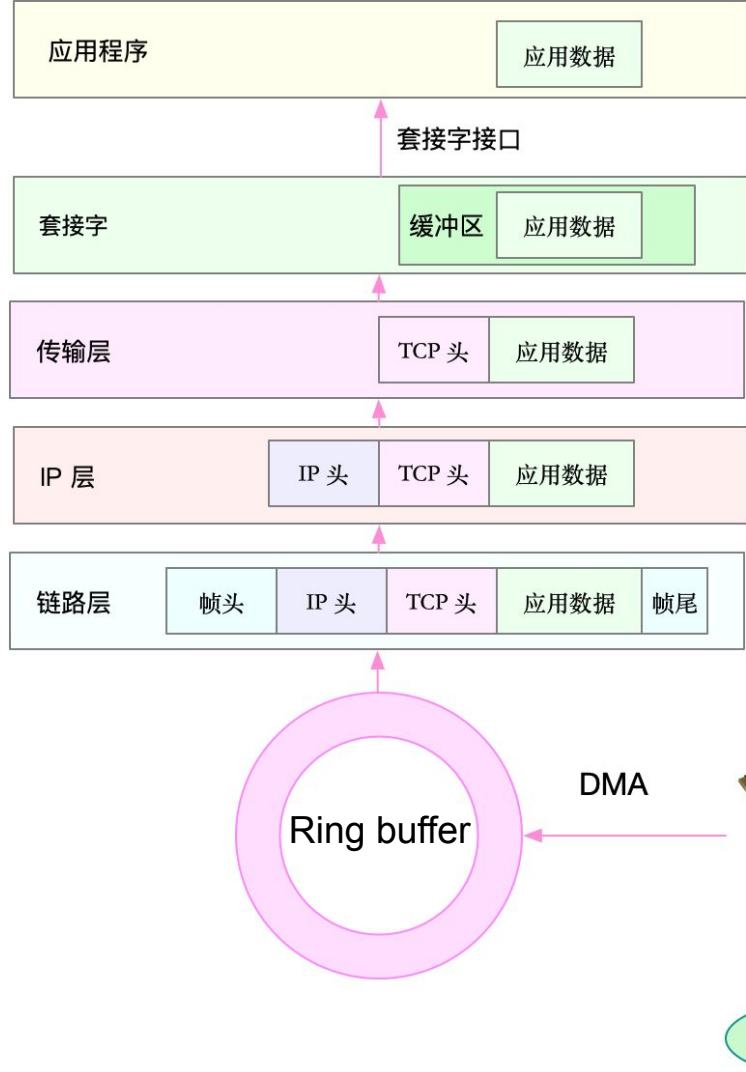 应用程序
应用数据
套接字接口
套接字
缓冲区
应用数据
传输层
TCP 头
应用数据
IP 层
IP 头
TCP 头
应用数据
链路层
帧头
IP 头
TCP 头
应用数据
帧尾
DMA
Ring buffer